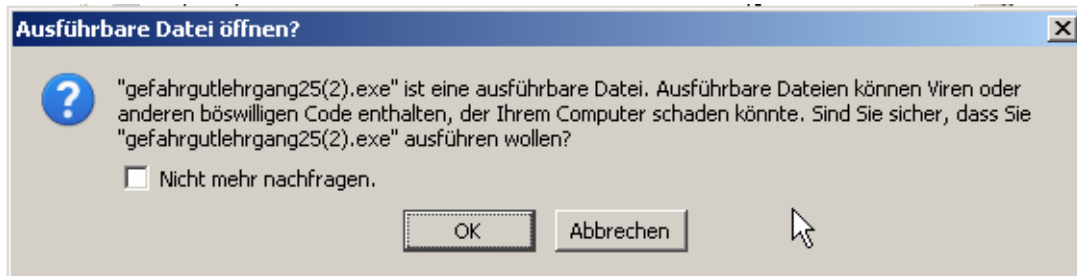 Ausführbare Datei öffnen?
"gefahrgutlehrgang25(2).exe" ist eine ausführbare Datei. Ausführbare Dateien können Viren oder
anderen böswilligen Code enthalten, der Ihrem Computer schaden könnte. Sind Sie sicher, dass Sie
"gefahrgutlehrgang25(2).exe" ausführen wollen?
Nicht mehr nachfragen.
OK Abbrechen